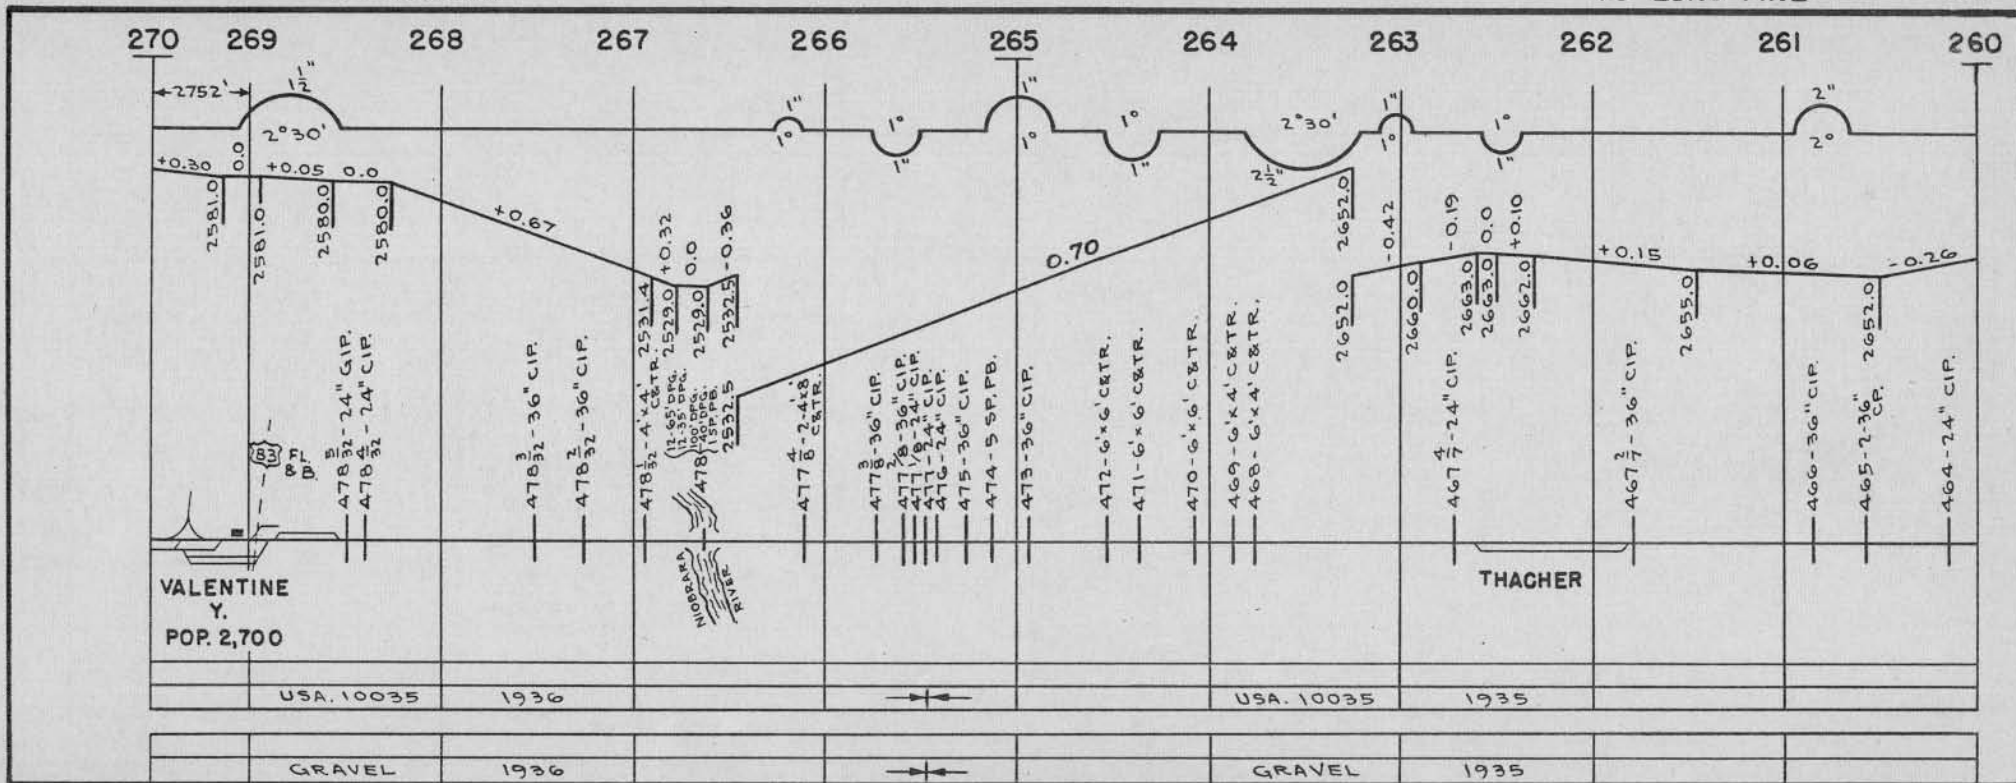 270 269 268 267 266 265 264 263 262 261 260
2752'
1 1/2" 1" 1° 1" 1° 2°30' 1" 1° 2"
2°30' 1° 1" 1° 1" 2 1/2" 1° 1" 2°
+0.30 0.0 +0.05 0.0 +0.67 +0.32 0.0 -0.36 0.70 -0.42 -0.19 0.0 +0.10 +0.15 +0.06 -0.26
2581.0 2581.0 2580.0 2580.0 2531.4 2529.0 2529.0 2532.5 2532.5 2652.0 2652.0 2660.0 2663.0 2663.0 2662.0 2655.0 2652.0
83 FL & B.
478 5/32 - 24" CIP.
478 4/32 - 24" CIP.
478 3/32 - 36" CIP.
478 2/32 - 36" CIP.
478 1/32 - 4'x4' C&TR.
(12-65' DPG.
(12-35' DPG.
478(100' DPG.
(40' DPG.
(1 SP. PB.
477 4/8 - 2-4'x8' C&TR.
477 3/8 - 36" CIP.
477 2/8 - 36" CIP.
477 1/8 - 24" CIP.
477 - 24" CIP.
476 - 24" CIP.
475 - 36" CIP.
474 - 5 SP. PB.
473 - 36" CIP.
472 - 6'x6' C&TR.
471 - 6'x6' C&TR.
470 - 6'x6' C&TR.
469 - 6'x4' C&TR.
468 - 6'x4' C&TR.
467 4/7 - 24" CIP.
467 2/7 - 36" CIP.
466 - 36" CIP.
465 - 2-36" CP.
464 - 24" CIP.
NIOBRARA RIVER
VALENTINE
Y.
POP. 2,700
THACHER
USA. 10035 1936 USA. 10035 1935
GRAVEL 1936 GRAVEL 1935